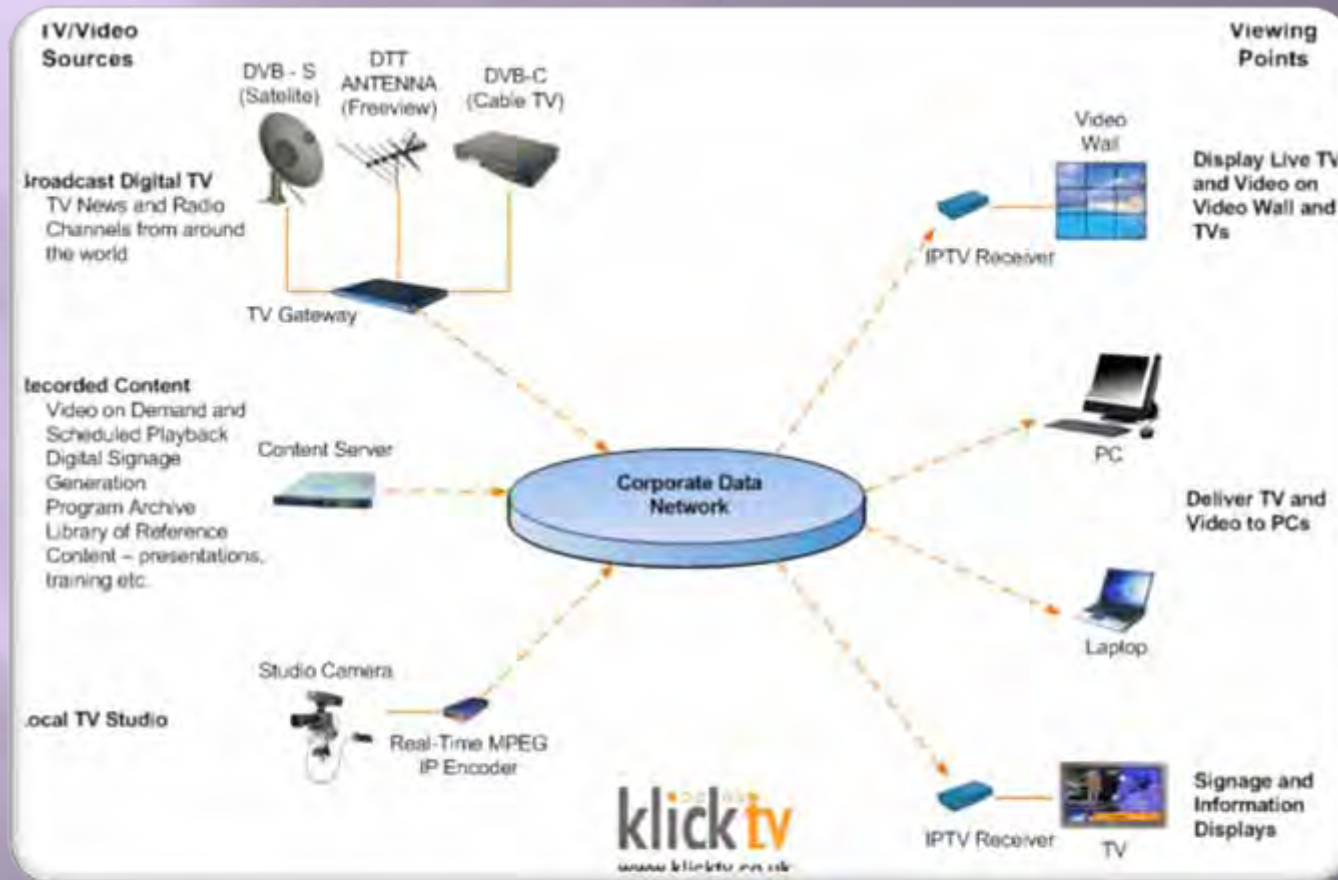 TV/Video
Sources
DVB - S
(Satelite)
DTT
ANTENNA
(Freeview)
DVB-C
(Cable TV)
Broadcast Digital TV
TV News and Radio
Channels from around
the world
TV Gateway
Recorded Content
Video on Demand and
Scheduled Playback
Digital Signage
Generation
Program Archive
Library of Reference
Content – presentations,
training etc.
Content Server
Studio Camera
Local TV Studio
Real-Time MPEG
IP Encoder
Corporate Data
Network
Viewing
Points
Video
Wall
IPTV Receiver
Display Live TV
and Video on
Video Wall and
TVs
PC
Deliver TV and
Video to PCs
Laptop
IPTV Receiver
TV
Signage and
Information
Displays
klicktv
www.klicktv.co.uk